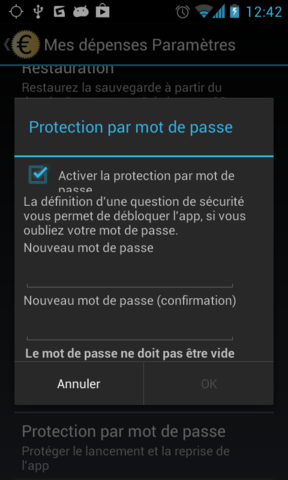 12:42
Mes dépenses Paramètres
Restauration
Restaurez la sauvegarde à partir du
Protection par mot de passe
Activer la protection par mot de
passe
La définition d'une question de sécurité
vous permet de débloquer l'app, si vous
oubliez votre mot de passe.
Nouveau mot de passe
Nouveau mot de passe (confirmation)
Le mot de passe ne doit pas être vide
Annuler
OK
Protection par mot de passe
Protéger le lancement et la reprise de
l'app